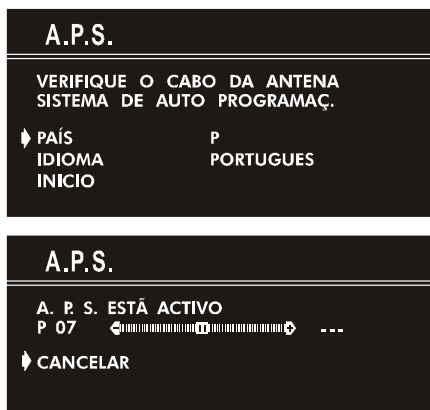 A.P.S.
VERIFIQUE O CABO DA ANTENA
SISTEMA DE AUTO PROGRAMAÇ.
PAÍS P
IDIOMA PORTUGUES
INICIO
A.P.S.
A. P. S. ESTÃ ACTIVO
P 07 ---
CANCELAR